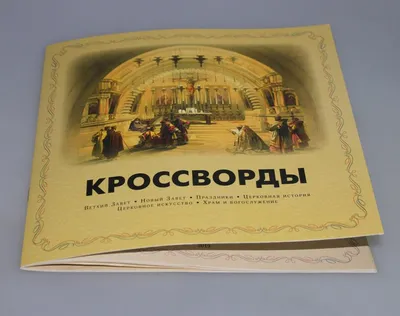 КРОССВОРДЫ
Ветхий Завет • Новый Завет • Праздники • Церковная история
Церковное искусство • Храм и богослужение